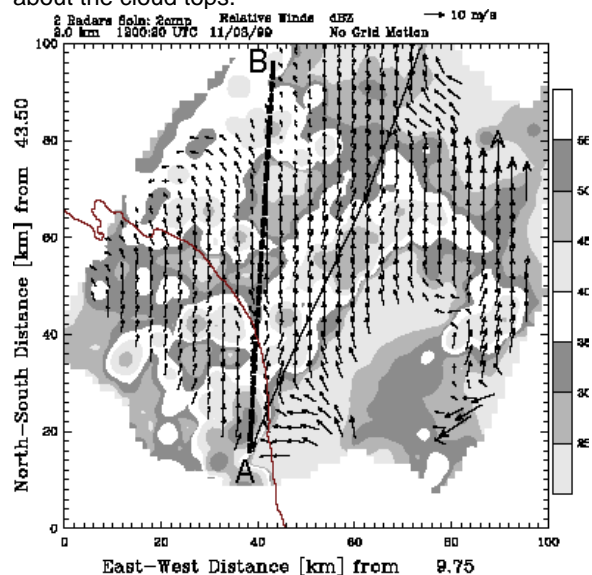 about the cloud tops.
2 Radars Soln: 2cmp Relative Winds dBZ → 10 m/s
2.0 km 1200:20 UTC 11/03/99 No Grid Motion
B
A
100
80
60
40
20
0
0 20 40 60 80 100
55
50
45
40
35
30
25
North-South Distance [km] from 43.50
East-West Distance [km] from 9.75